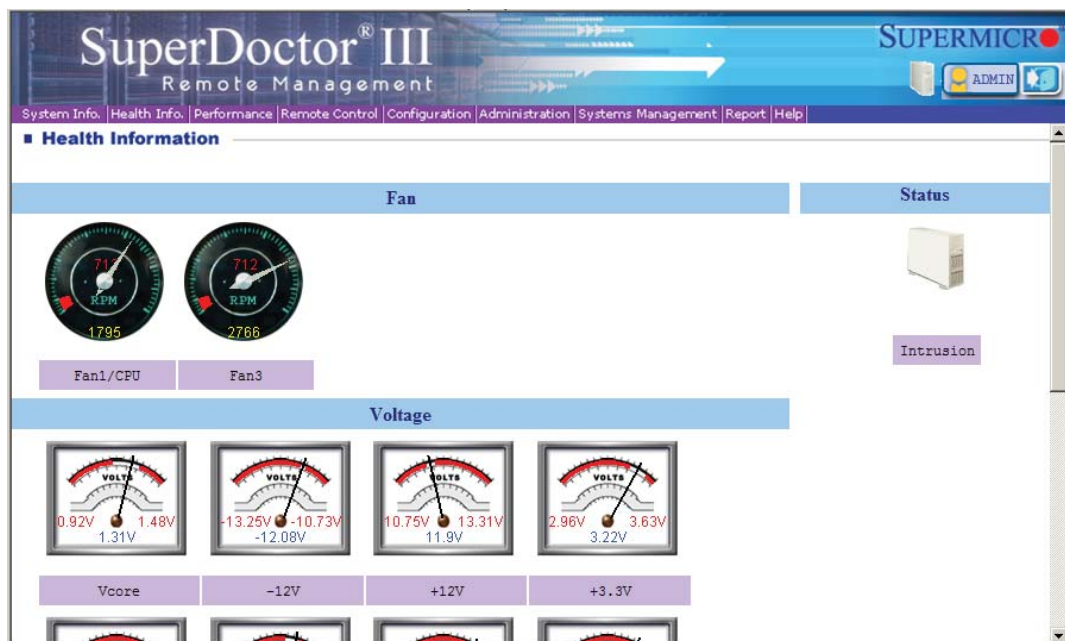 SuperDoctor® III
Remote Management
SUPERMICRO
ADMIN
System Info. Health Info. Performance Remote Control Configuration Administration Systems Management Report Help
Health Information
Fan
Status
712
RPM
2766
RPM
1795
Fan1/CPU Fan3
Intrusion
Voltage
VOLTS VOLTS VOLTS VOLTS
0.92V 1.48V -13.25V -10.73V 10.75V 13.31V 2.96V 3.63V
1.31V -12.08V 11.9V 3.22V
Vcore -12V +12V +3.3V